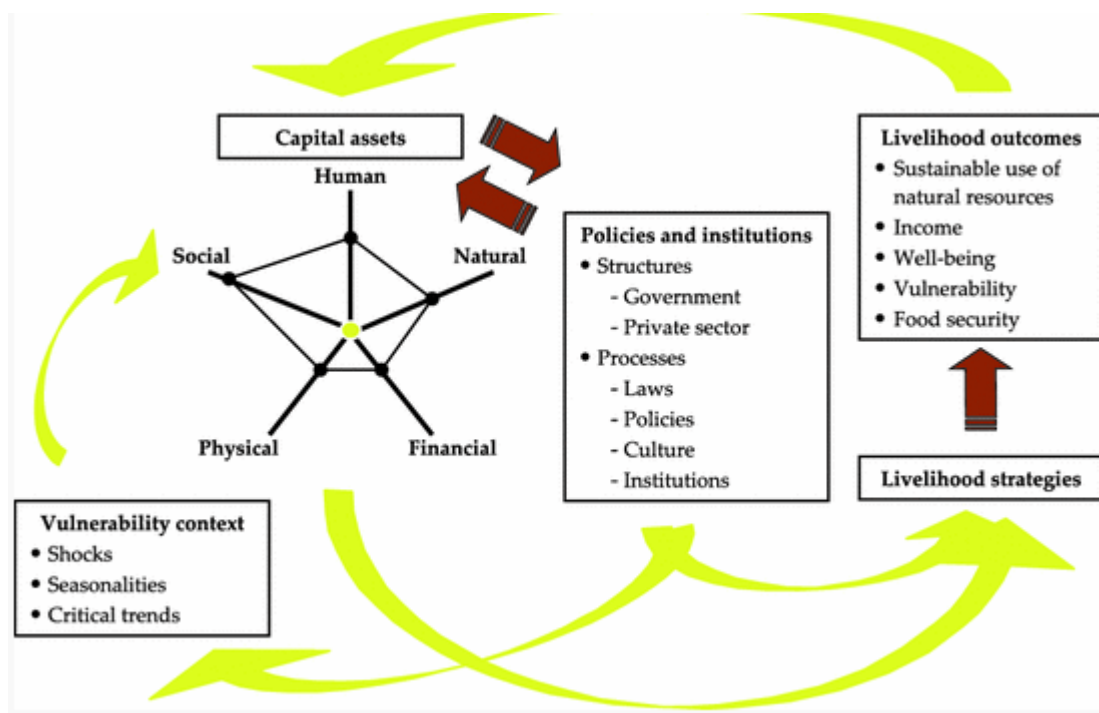 Capital assets
Human
Social
Natural
Physical
Financial
Vulnerability context
• Shocks
• Seasonalities
• Critical trends
Policies and institutions
• Structures
- Government
- Private sector
• Processes
- Laws
- Policies
- Culture
- Institutions
Livelihood outcomes
• Sustainable use of
natural resources
• Income
• Well-being
• Vulnerability
• Food security
Livelihood strategies